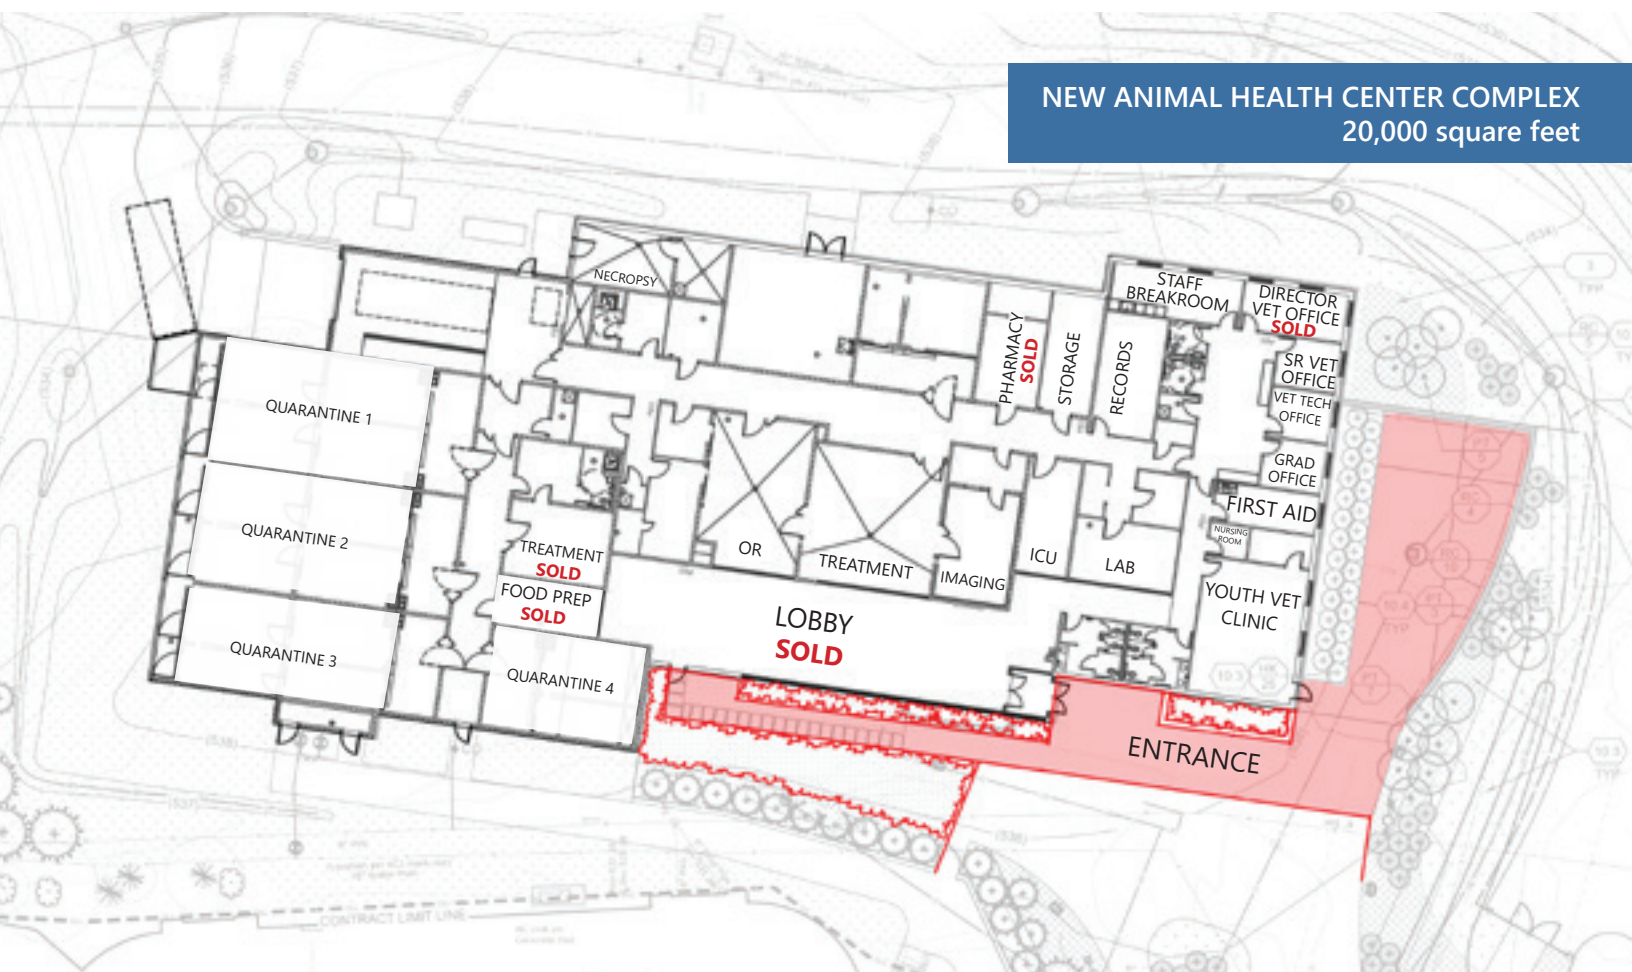 NEW ANIMAL HEALTH CENTER COMPLEX
20,000 square feet
NECROPSY
STAFF
BREAKROOM
DIRECTOR
VET OFFICE
SOLD
PHARMACY
SOLD
STORAGE
RECORDS
SR VET
OFFICE
VET TECH
OFFICE
GRAD
OFFICE
FIRST AID
NURSING
ROOM
YOUTH VET
CLINIC
QUARANTINE 1
QUARANTINE 2
QUARANTINE 3
QUARANTINE 4
TREATMENT
SOLD
FOOD PREP
SOLD
OR
TREATMENT
IMAGING
ICU
LAB
LOBBY
SOLD
ENTRANCE
CONTRACT LIMIT LINE
(538)
(537)
(536)